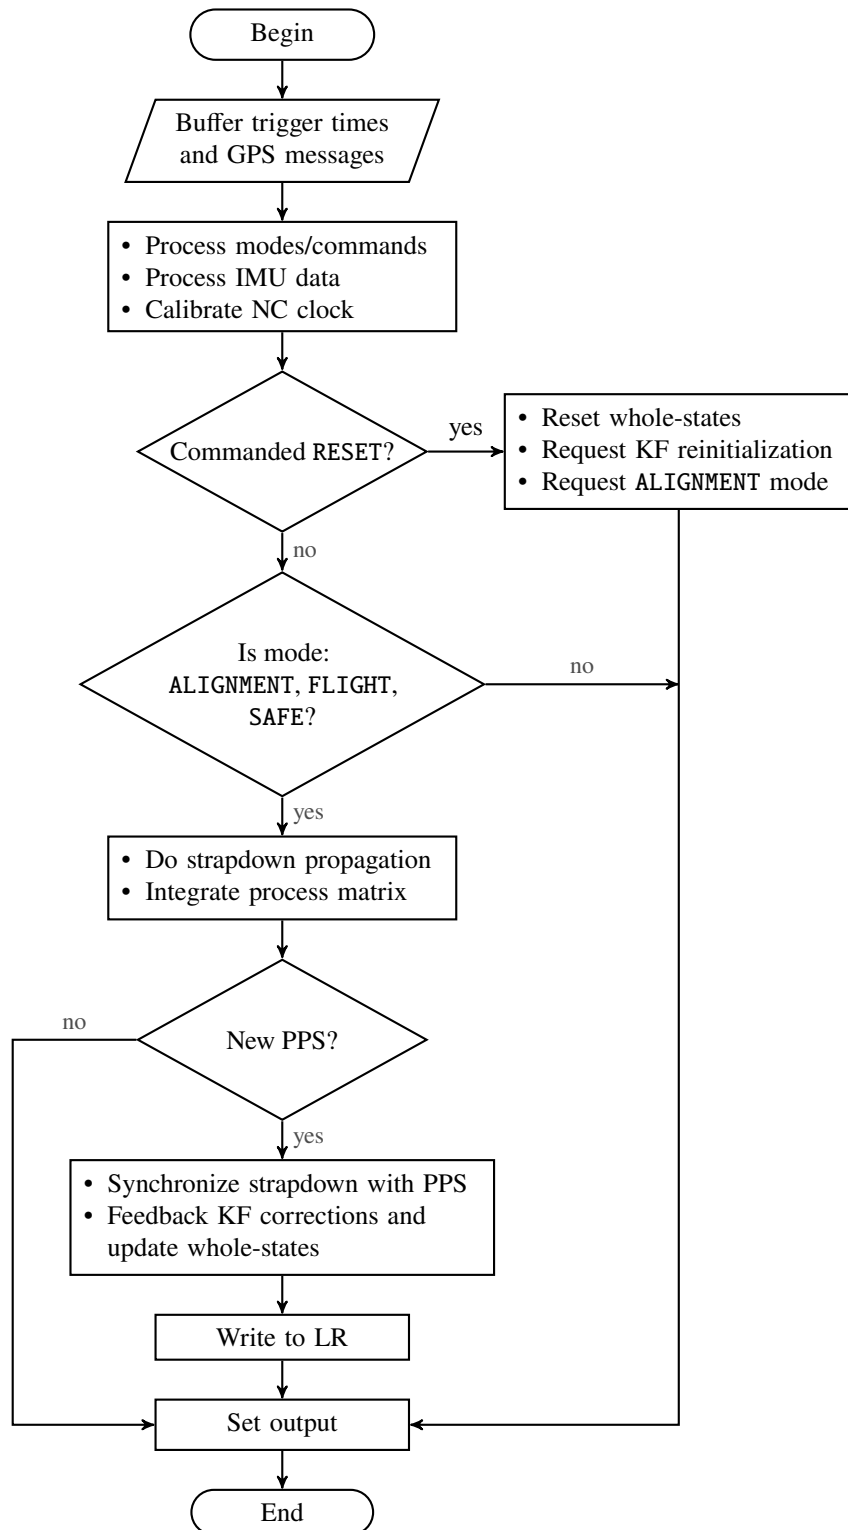 Begin
Buffer trigger times
and GPS messages
• Process modes/commands
• Process IMU data
• Calibrate NC clock
Commanded RESET?
yes
• Reset whole-states
• Request KF reinitialization
• Request ALIGNMENT mode
no
Is mode:
ALIGNMENT, FLIGHT,
SAFE?
no
yes
• Do strapdown propagation
• Integrate process matrix
New PPS?
no
yes
• Synchronize strapdown with PPS
• Feedback KF corrections and
update whole-states
Write to LR
Set output
End